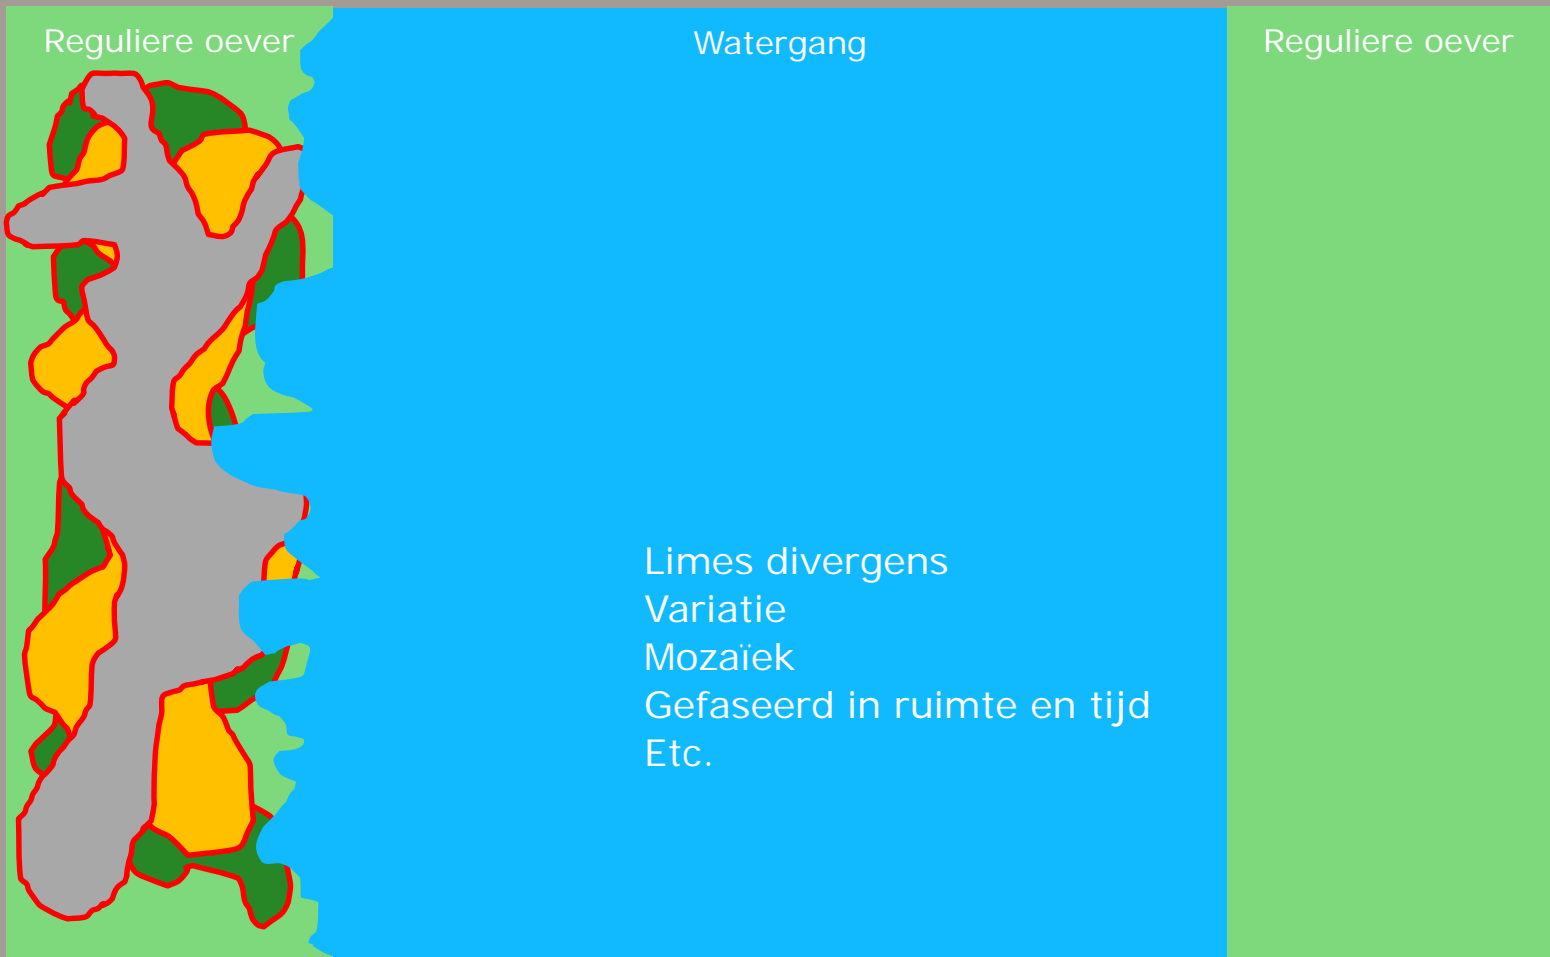 Reguliere oever
Watergang
Reguliere oever
Limes divergens
Variatie
Mozaïek
Gefaseerd in ruimte en tijd
Etc.